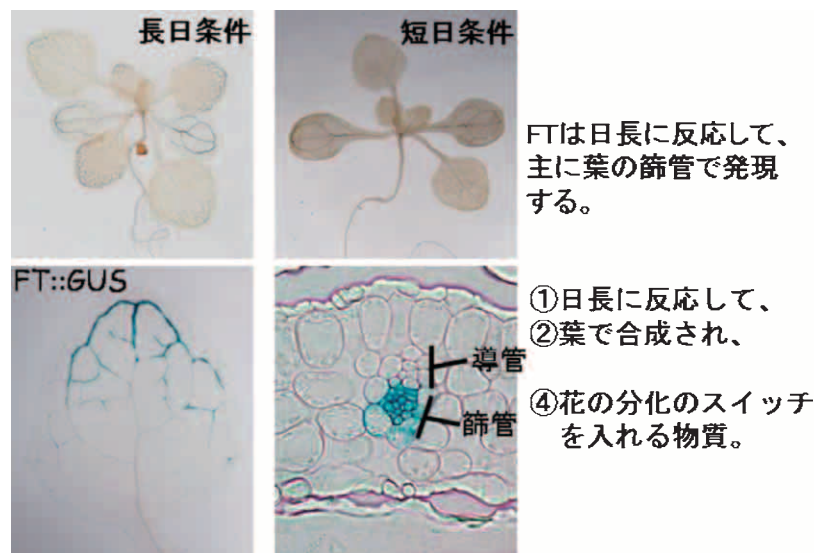 長日条件
短日条件
FTは日長に反応して、
主に葉の篩管で発現
する。
FT::GUS
導管
篩管
①日長に反応して、
②葉で合成され、
④花の分化のスイッチ
を入れる物質。